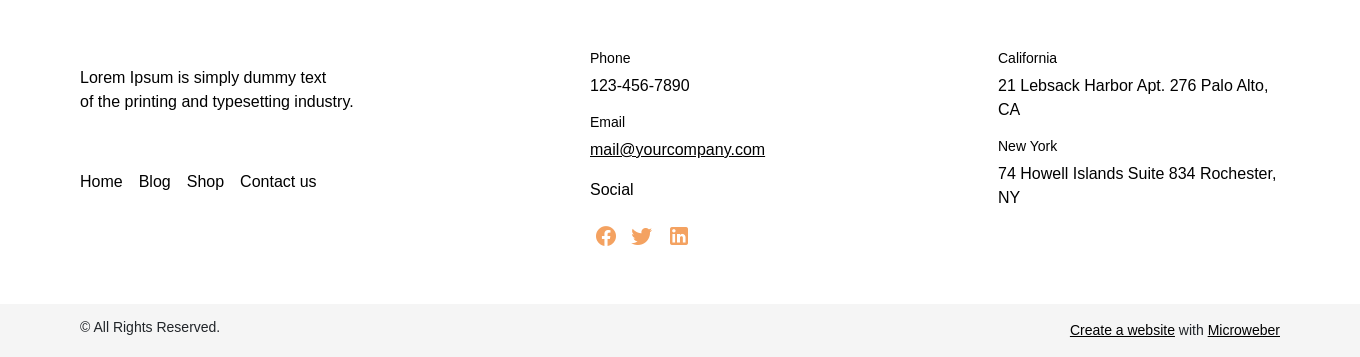 Lorem Ipsum is simply dummy text
of the printing and typesetting industry.
Home Blog Shop Contact us
Phone
123-456-7890
Email
mail@yourcompany.com
Social
California
21 Lebsack Harbor Apt. 276 Palo Alto,
CA
New York
74 Howell Islands Suite 834 Rochester,
NY
© All Rights Reserved.
Create a website with Microweber